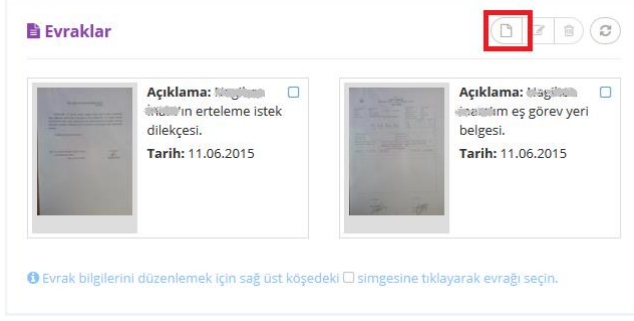 Evraklar
Açıklama:
'ın erteleme istek
dilekçesi.
Tarih: 11.06.2015
Açıklama:
ım eş görev yeri
belgesi.
Tarih: 11.06.2015
Evrak bilgilerini düzenlemek için sağ üst köşedeki simgesine tıklayarak evrağı seçin.